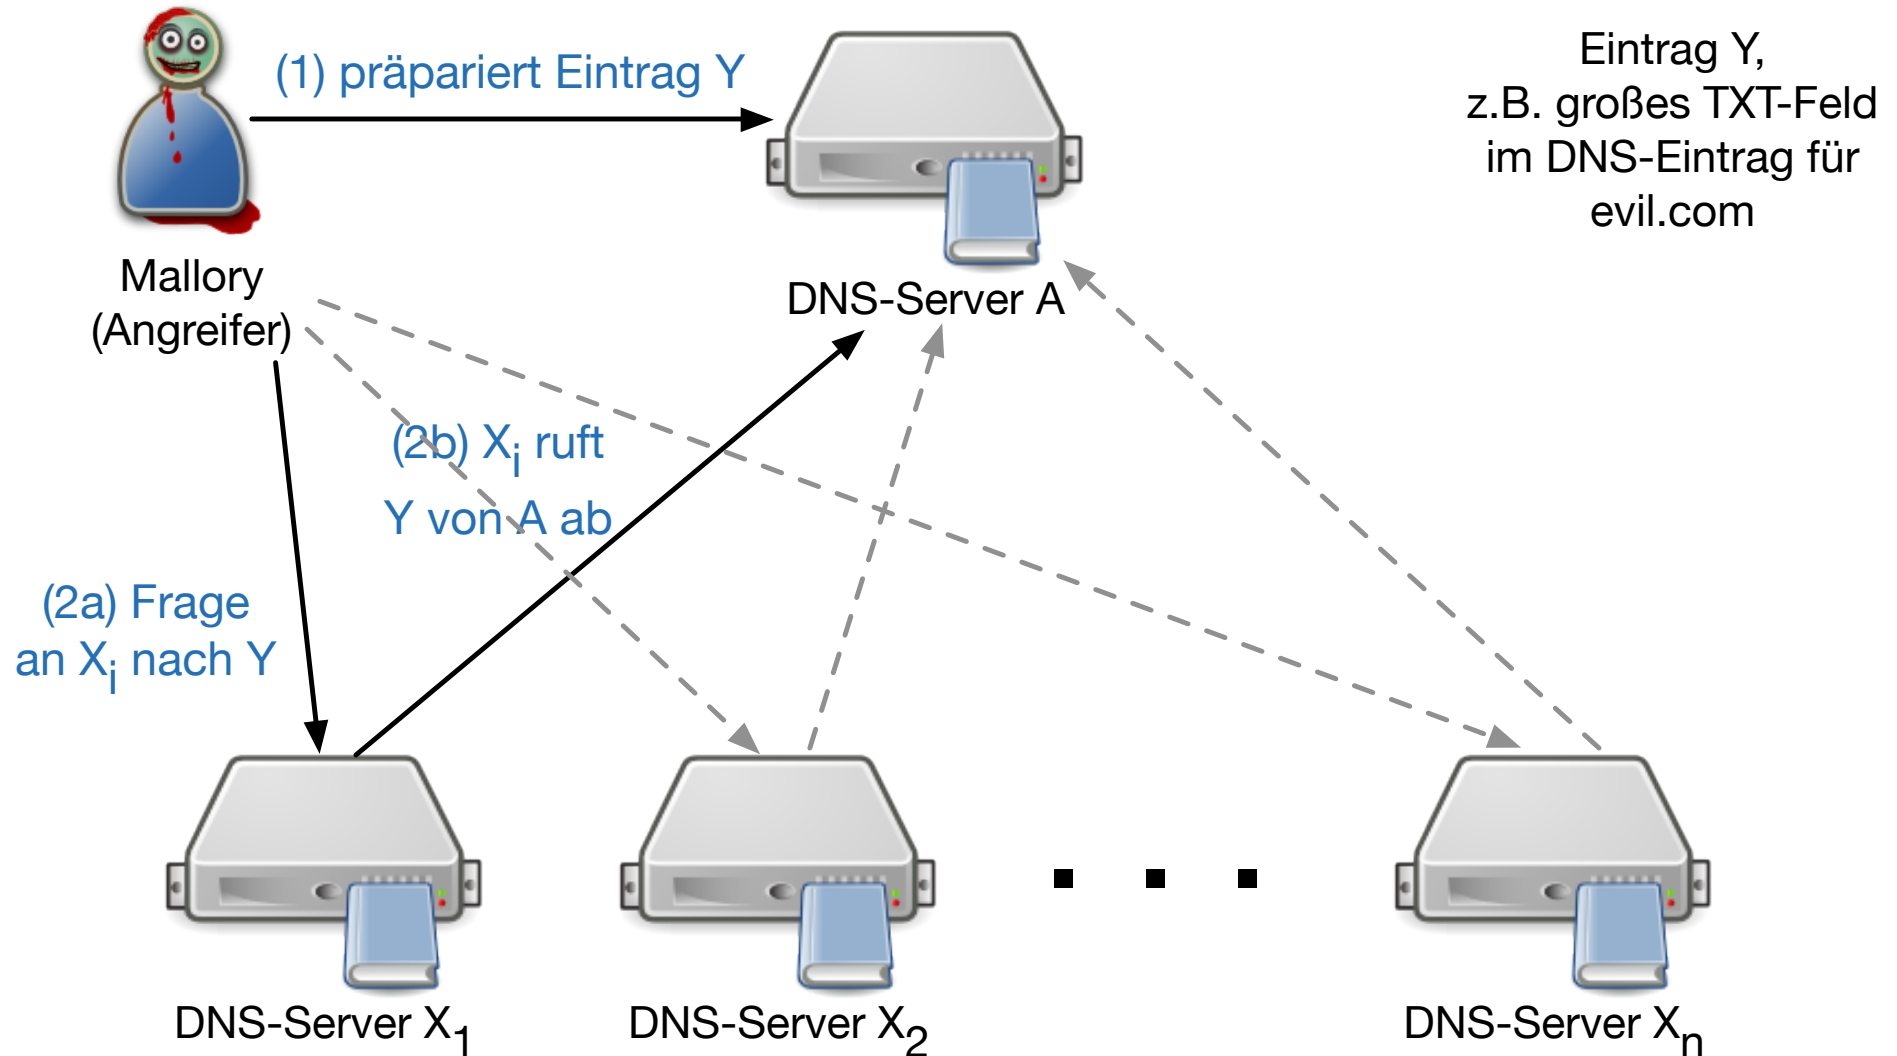 (1) präpariert Eintrag Y
Eintrag Y,
z.B. großes TXT-Feld
im DNS-Eintrag für
evil.com
Mallory
(Angreifer)
DNS-Server A
(2b) Xi ruft
Y von A ab
(2a) Frage
an Xi nach Y
DNS-Server X1
DNS-Server X2
DNS-Server Xn